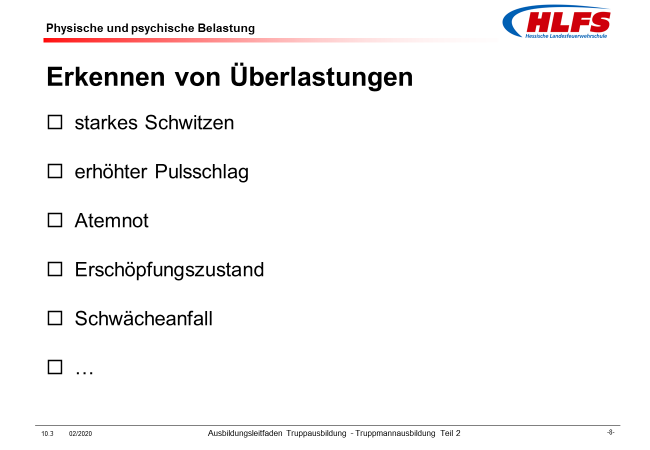 Physische und psychische Belastung
HLFS
Hessische Landesfeuerwehrschule
Erkennen von Überlastungen
☐ starkes Schwitzen
☐ erhöhter Pulsschlag
☐ Atemnot
☐ Erschöpfungszustand
☐ Schwächeanfall
☐ …
10.3 02/2020 Ausbildungsleitfaden Truppausbildung - Truppmannausbildung Teil 2 -8-